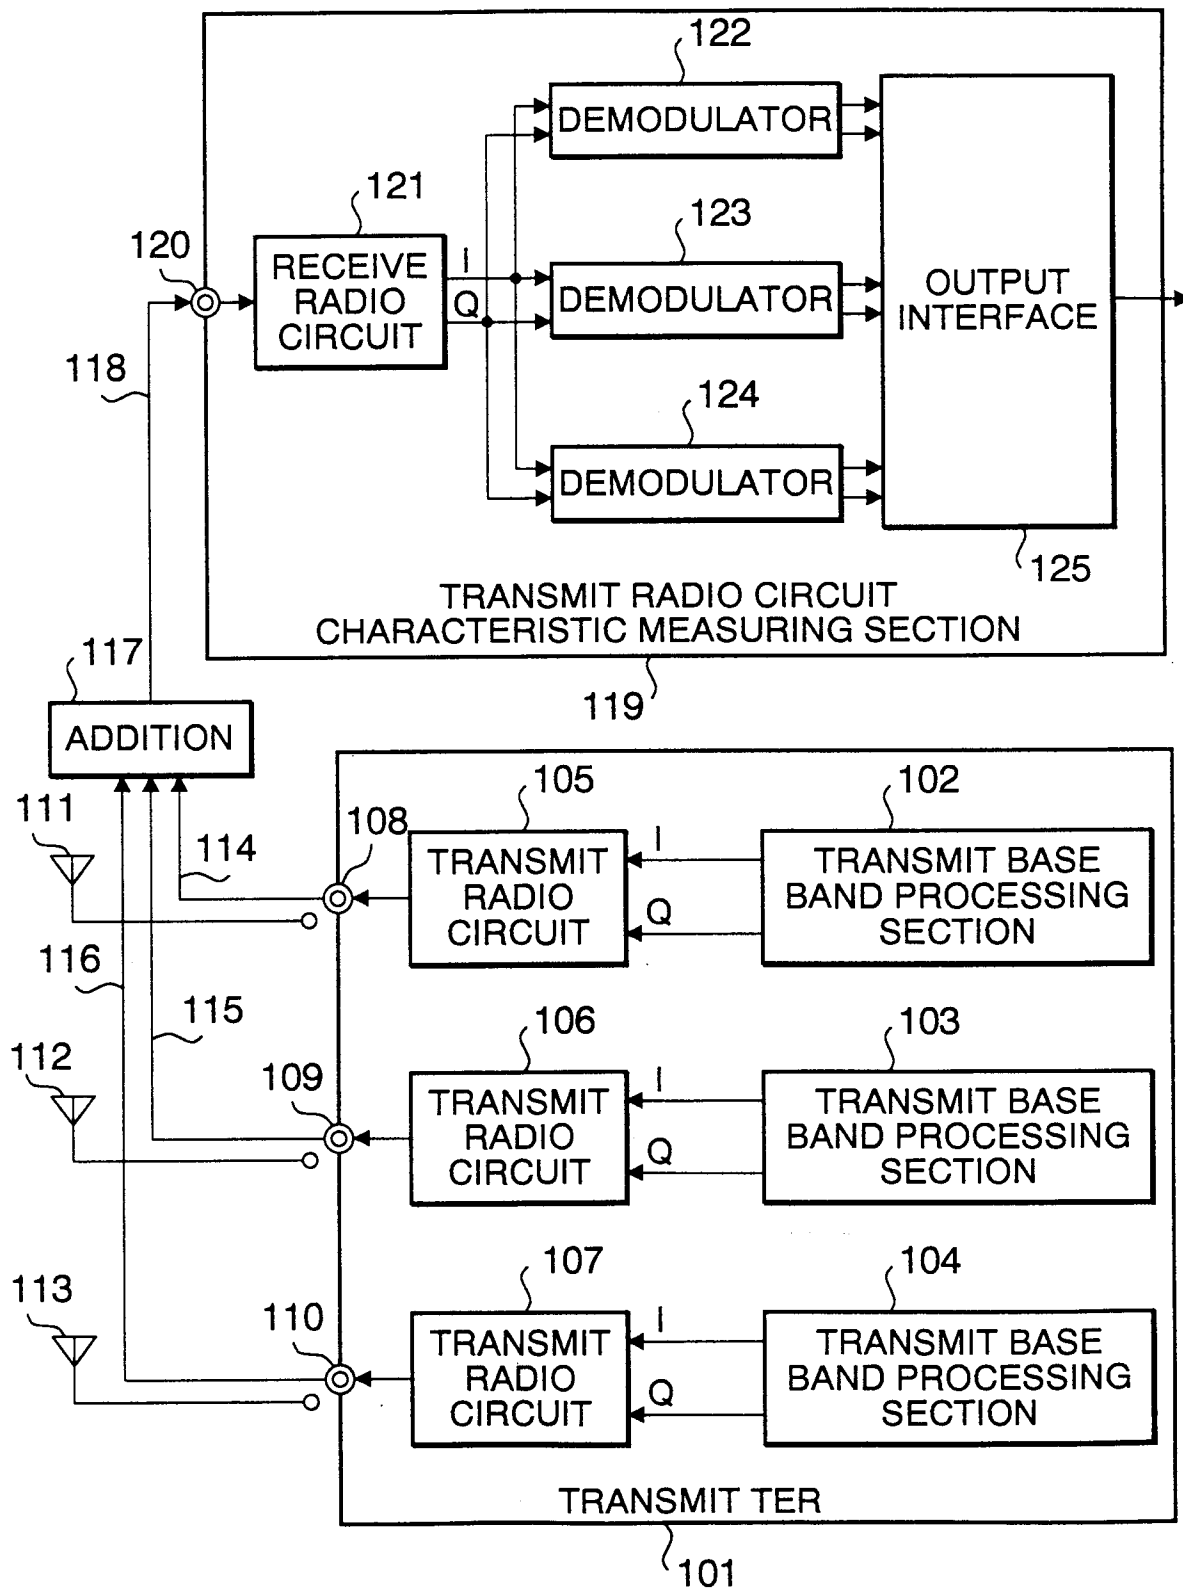 122
DEMODULATOR
121
123
120
RECEIVE
RADIO
CIRCUIT
I
Q
DEMODULATOR
OUTPUT
INTERFACE
118
124
DEMODULATOR
125
TRANSMIT RADIO CIRCUIT
CHARACTERISTIC MEASURING SECTION
117
119
ADDITION
105
102
111
108
114
TRANSMIT
RADIO
CIRCUIT
I
Q
TRANSMIT BASE
BAND PROCESSING
SECTION
116
115
106
103
112
109
TRANSMIT
RADIO
CIRCUIT
I
Q
TRANSMIT BASE
BAND PROCESSING
SECTION
107
104
113
110
TRANSMIT
RADIO
CIRCUIT
I
Q
TRANSMIT BASE
BAND PROCESSING
SECTION
TRANSMIT TER
101